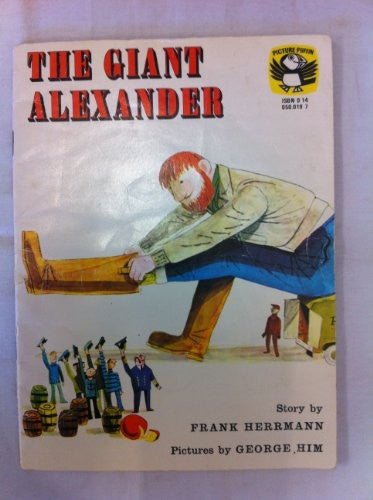 THE GIANT
ALEXANDER
PICTURE PUFFIN
ISBN 0 14
050.019 7
Story by
FRANK HERRMANN
Pictures by GEORGE HIM